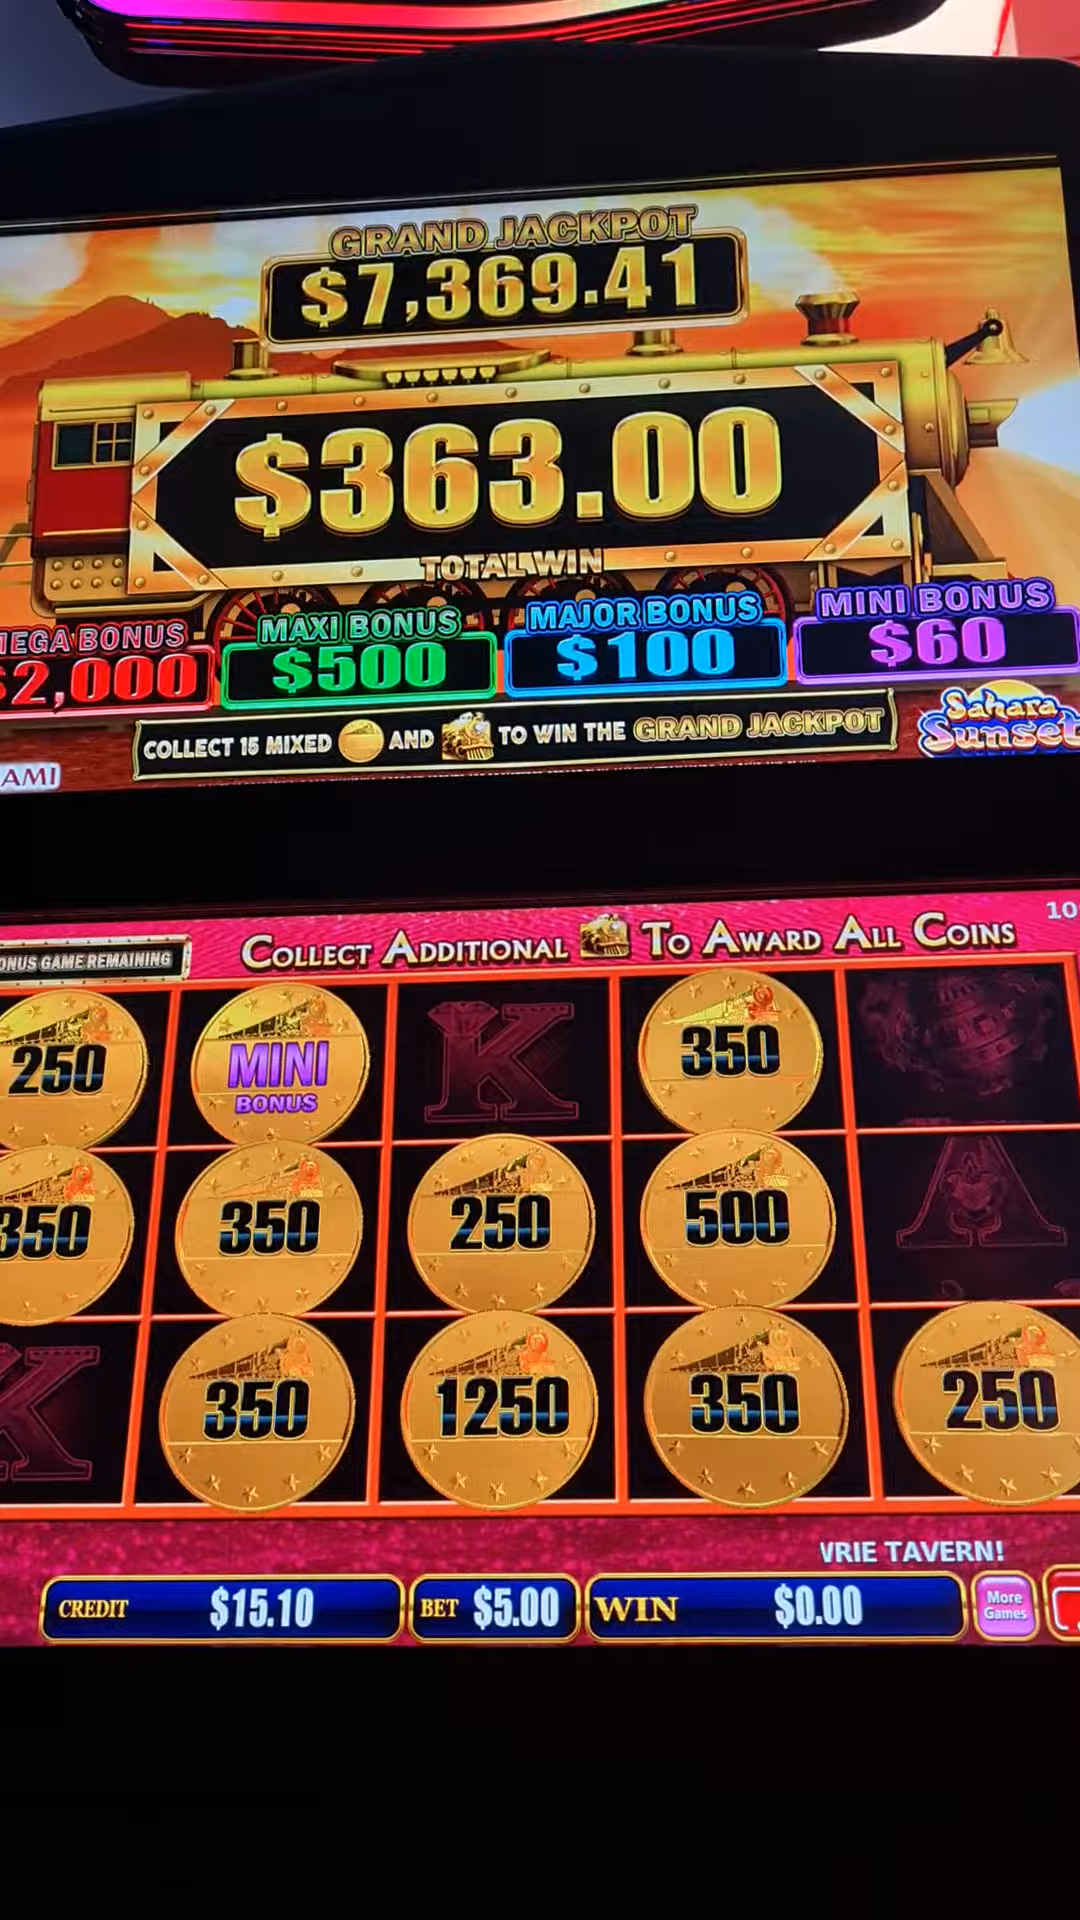 GRAND JACKPOT
$7,369.41
$363.00
TOTAL WIN
MEGA BONUS
$2,000
MAXI BONUS
$500
MAJOR BONUS
$100
MINI BONUS
$60
COLLECT 15 MIXED AND TO WIN THE GRAND JACKPOT
Sahara Sunset
AMI
10
BONUS GAME REMAINING
COLLECT ADDITIONAL TO AWARD ALL COINS
250
MINI
BONUS
K
350
350
350
250
500
A
K
350
1250
350
250
VRIE TAVERN!
CREDIT $15.10
BET $5.00
WIN $0.00
More
Games